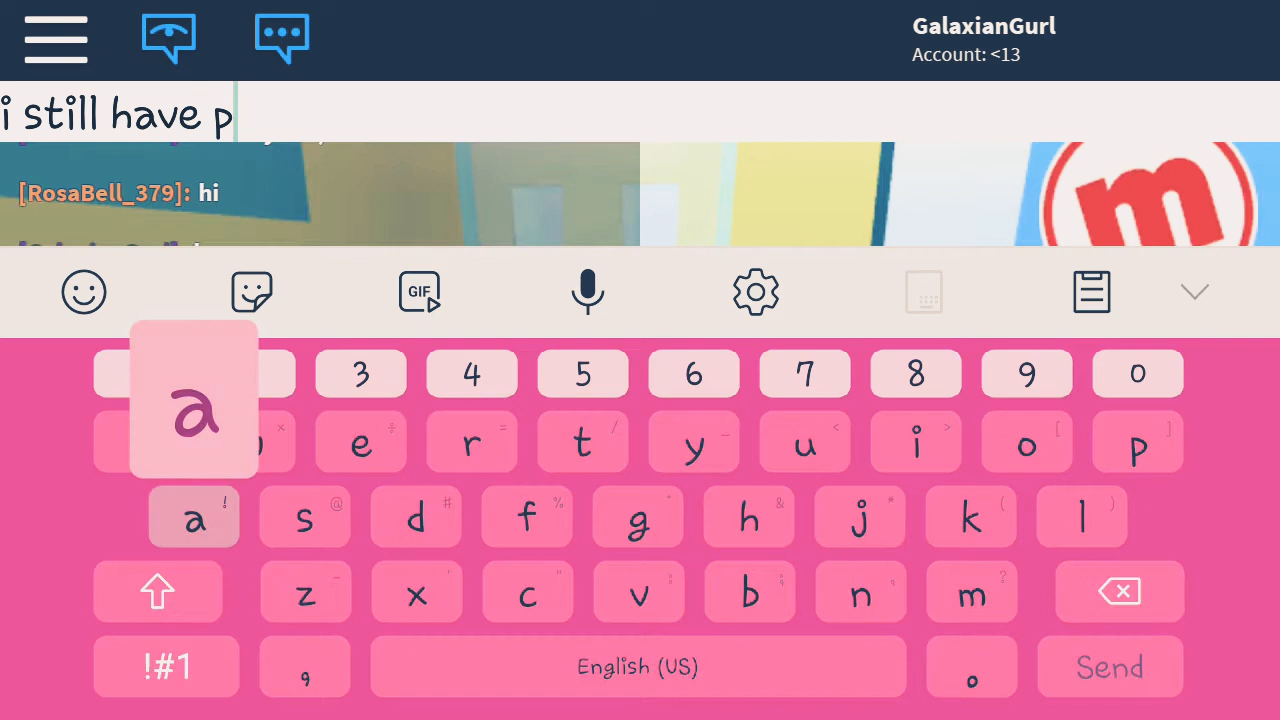 GalaxianGurl
Account: <13
i still have p
[RosaBell_379]: hi
m
GIF
3 4 5 6 7 8 9 0
e ÷ r = t / y _ u < i > o [ p ]
a
a ! s @ d # f % g h & j * k ( l )
z x c v b n m ?
!#1 , English (US) . Send